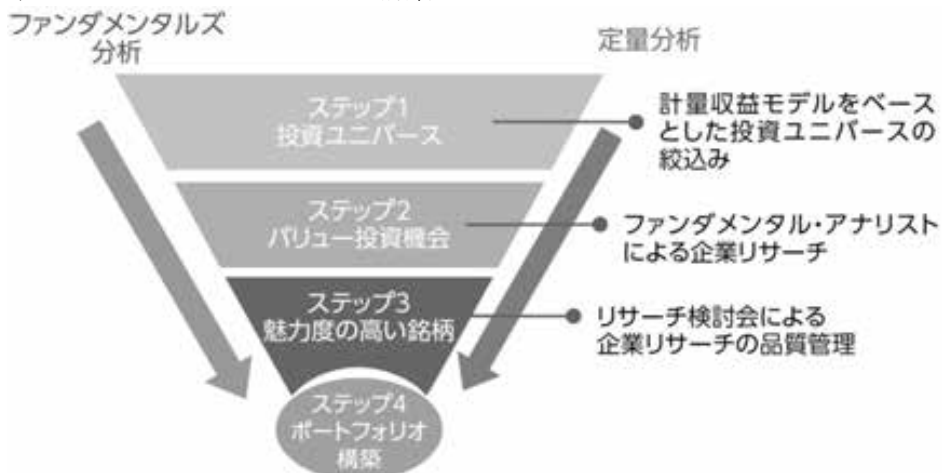 ファンダメンタルズ
分析
定量分析
ステップ1
投資ユニバース
計量収益モデルをベース
とした投資ユニバースの
絞込み
ステップ2
バリュー投資機会
ファンダメンタル・アナリスト
による企業リサーチ
ステップ3
魅力度の高い銘柄
リサーチ検討会による
企業リサーチの品質管理
ステップ4
ポートフォリオ
構築